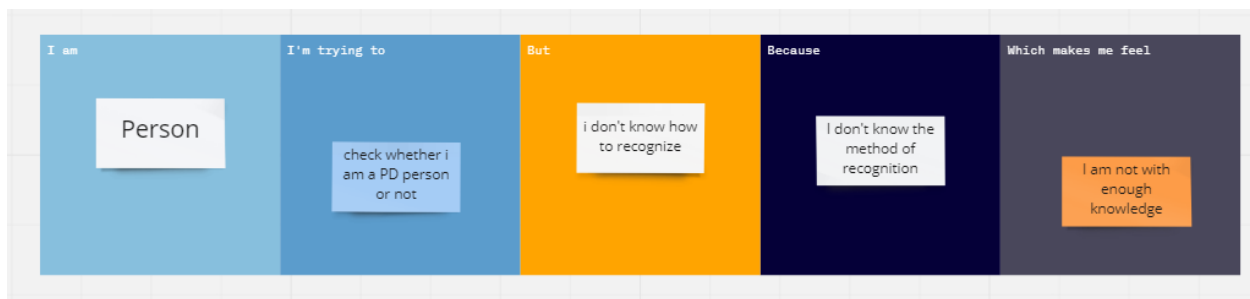 I am
I'm trying to
But
Because
Which makes me feel
Person
check whether i
am a PD person
or not
i don't know how
to recognize
I don't know the
method of
recognition
I am not with
enough
knowledge